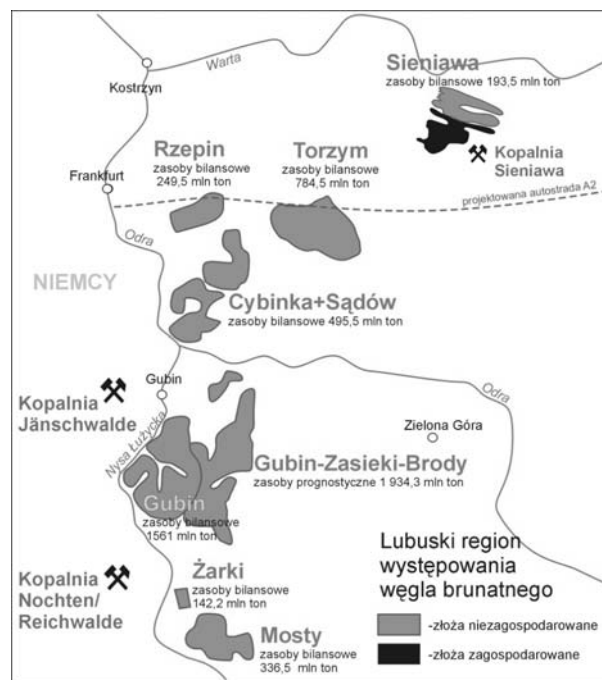 Warta
Kostrzyn
Sieniawa
zasoby bilansowe 193,5 mln ton
Kopalnia
Sieniawa
Rzepin
zasoby bilansowe
249,5 mln ton
Torzym
zasoby bilansowe
784,5 mln ton
Frankfurt
projektowana autostrada A2
Odra
NIEMCY
Cybinka+Sądów
zasoby bilansowe 495,5 mln ton
Gubin
Kopalnia
Jänschwalde
Odra
Zielona Góra
Nysa Łużycka
Gubin-Zasieki-Brody
zasoby prognostyczne 1 934,3 mln ton
Gubin
zasoby bilansowe
1561 mln ton
Lubuski region
występowania
węgla brunatnego
-złoża niezagospodarowane
-złoża zagospodarowane
Kopalnia
Nochten/
Reichwalde
Żarki
zasoby bilansowe
142,2 mln ton
Mosty
zasoby bilansowe
336,5 mln ton